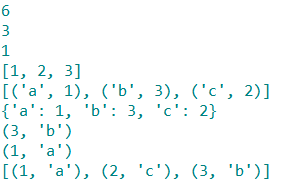 6
3
1
[1, 2, 3]
[('a', 1), ('b', 3), ('c', 2)]
{'a': 1, 'b': 3, 'c': 2}
(3, 'b')
(1, 'a')
[(1, 'a'), (2, 'c'), (3, 'b')]